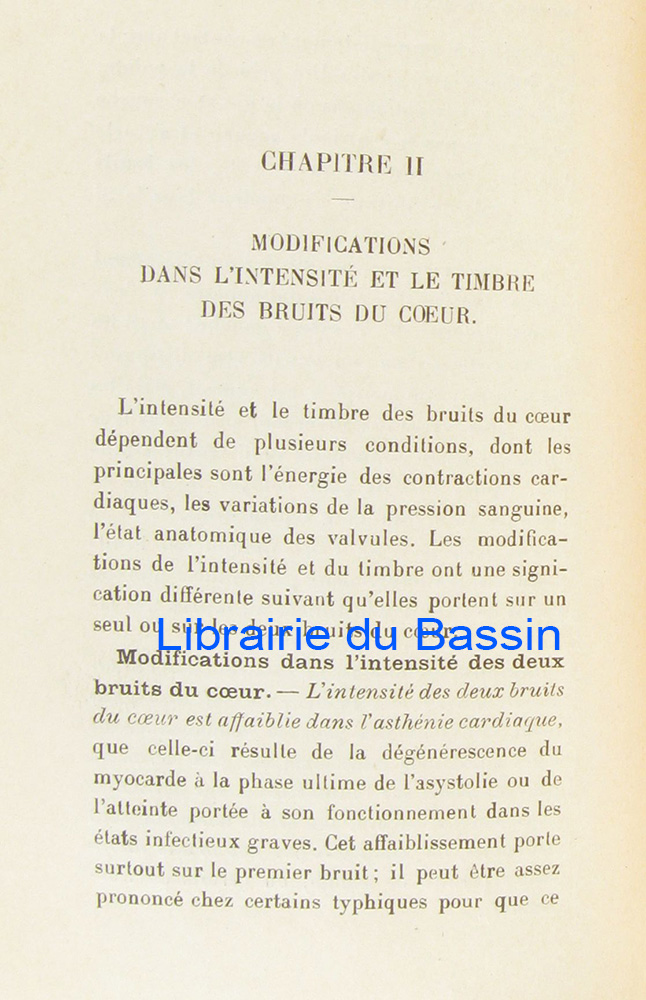 CHAPITRE II
MODIFICATIONS
DANS L'INTENSITÉ ET LE TIMBRE
DES BRUITS DU CŒUR.
L'intensité et le timbre des bruits du cœur
dépendent de plusieurs conditions, dont les
principales sont l'énergie des contractions car-
diaques, les variations de la pression sanguine,
l'état anatomique des valvules. Les modifica-
tions de l'intensité et du timbre ont une signi-
cation différente suivant qu'elles portent sur un
seul ou sur les deux bruits du cœur.
Librairie du Bassin
Modifications dans l'intensité des deux
bruits du cœur. — L'intensité des deux bruits
du cœur est affaiblie dans l'asthénie cardiaque,
que celle-ci résulte de la dégénérescence du
myocarde à la phase ultime de l'asystolie ou de
l'atteinte portée à son fonctionnement dans les
états infectieux graves. Cet affaiblissement porte
surtout sur le premier bruit ; il peut être assez
prononcé chez certains typhiques pour que ce